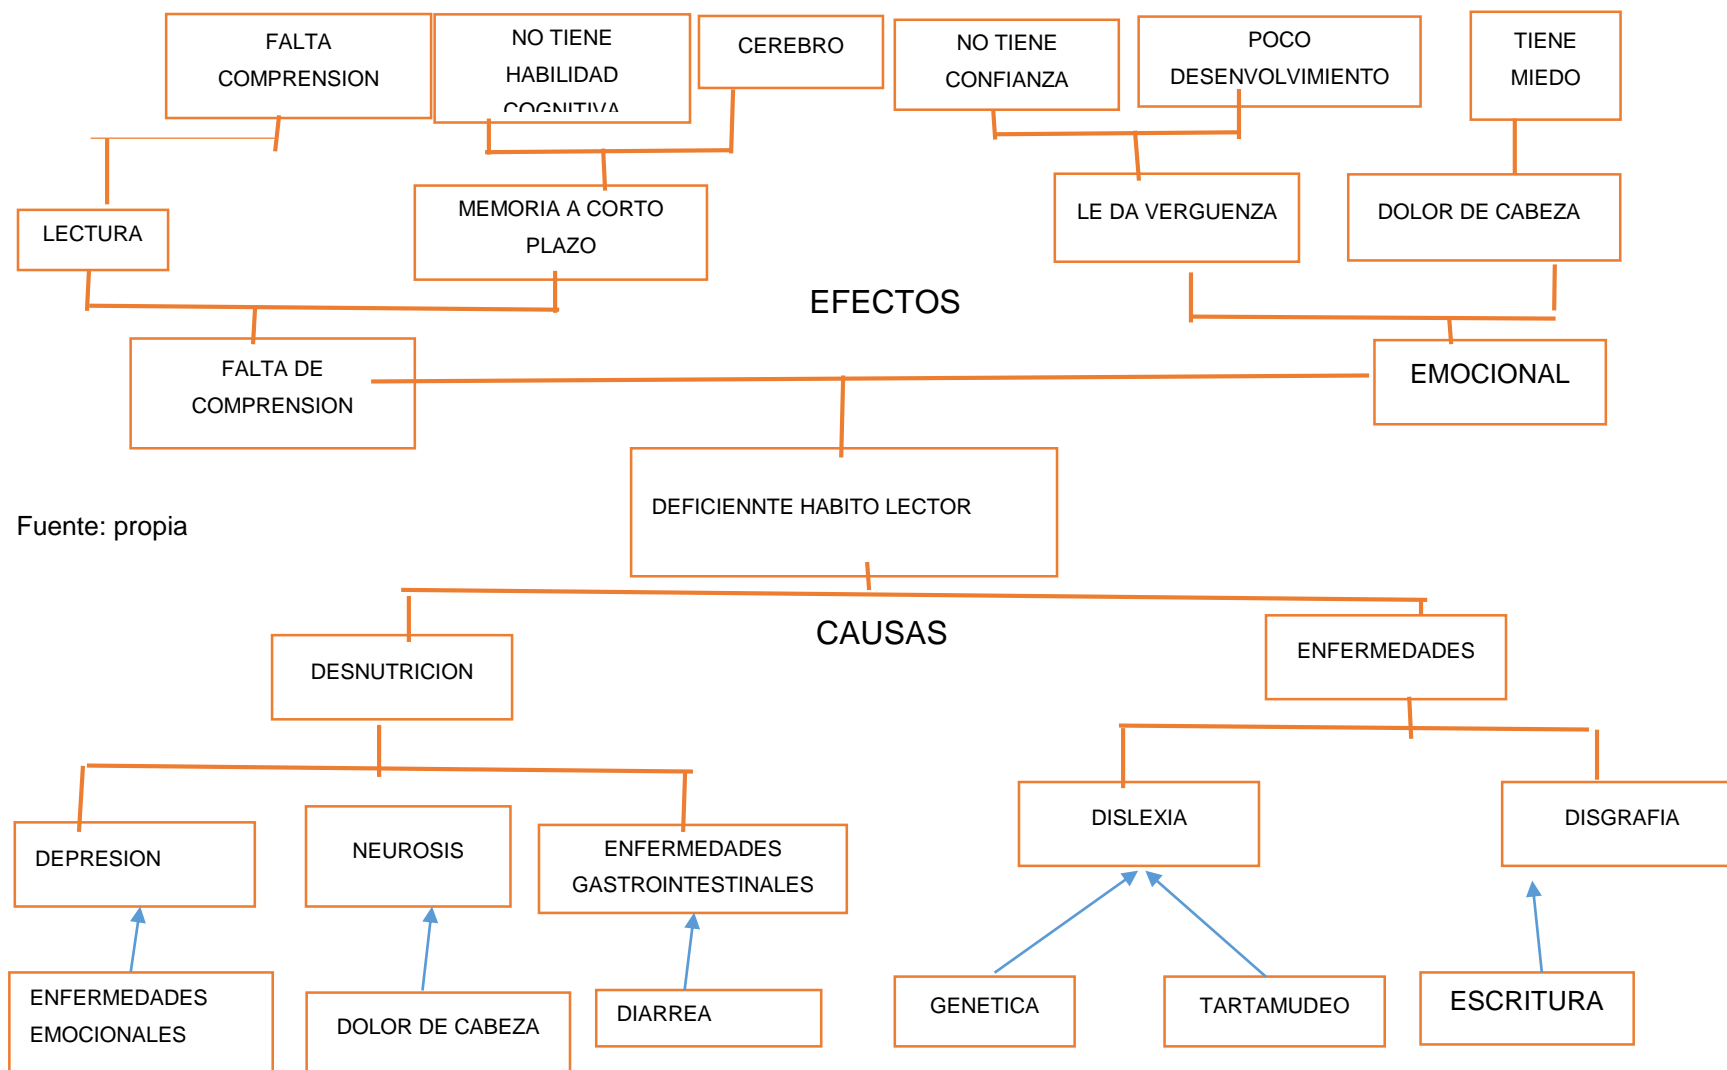 FALTA
COMPRENSION
NO TIENE
HABILIDAD
COGNITIVA
CEREBRO
NO TIENE
CONFIANZA
POCO
DESENVOLVIMIENTO
TIENE
MIEDO
LECTURA
MEMORIA A CORTO
PLAZO
LE DA VERGUENZA
DOLOR DE CABEZA
EFECTOS
FALTA DE
COMPRENSION
EMOCIONAL
DEFICIENNTE HABITO LECTOR
Fuente: propia
CAUSAS
DESNUTRICION
ENFERMEDADES
DEPRESION
NEUROSIS
ENFERMEDADES
GASTROINTESTINALES
DISLEXIA
DISGRAFIA
ENFERMEDADES
EMOCIONALES
DOLOR DE CABEZA
DIARREA
GENETICA
TARTAMUDEO
ESCRITURA